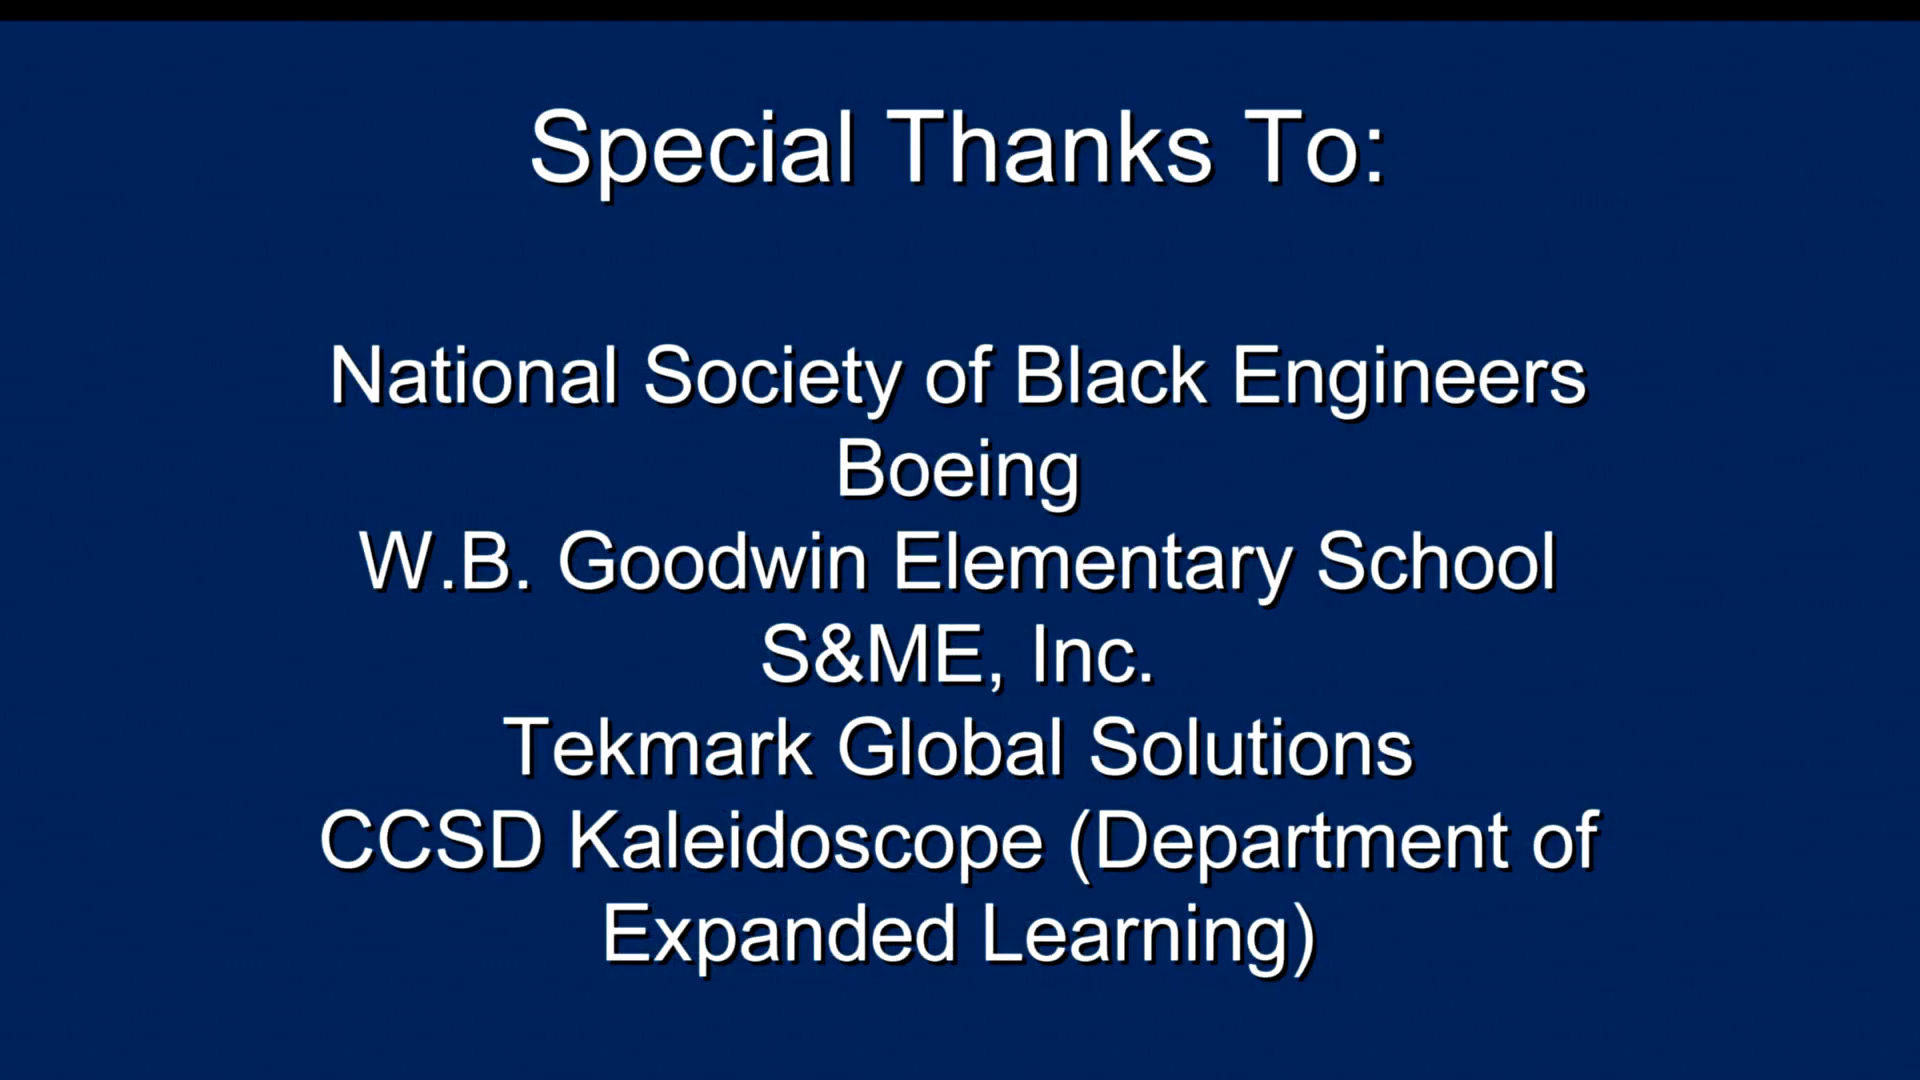 Special Thanks To:
National Society of Black Engineers
Boeing
W.B. Goodwin Elementary School
S&ME, Inc.
Tekmark Global Solutions
CCSD Kaleidoscope (Department of
Expanded Learning)